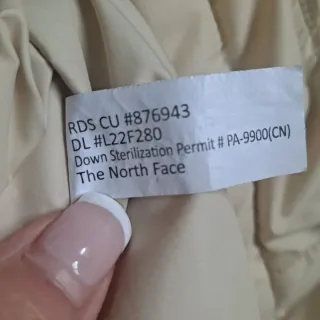 RDS CU #876943
DL #L22F280
Down Sterilization Permit # PA-9900(CN)
The North Face